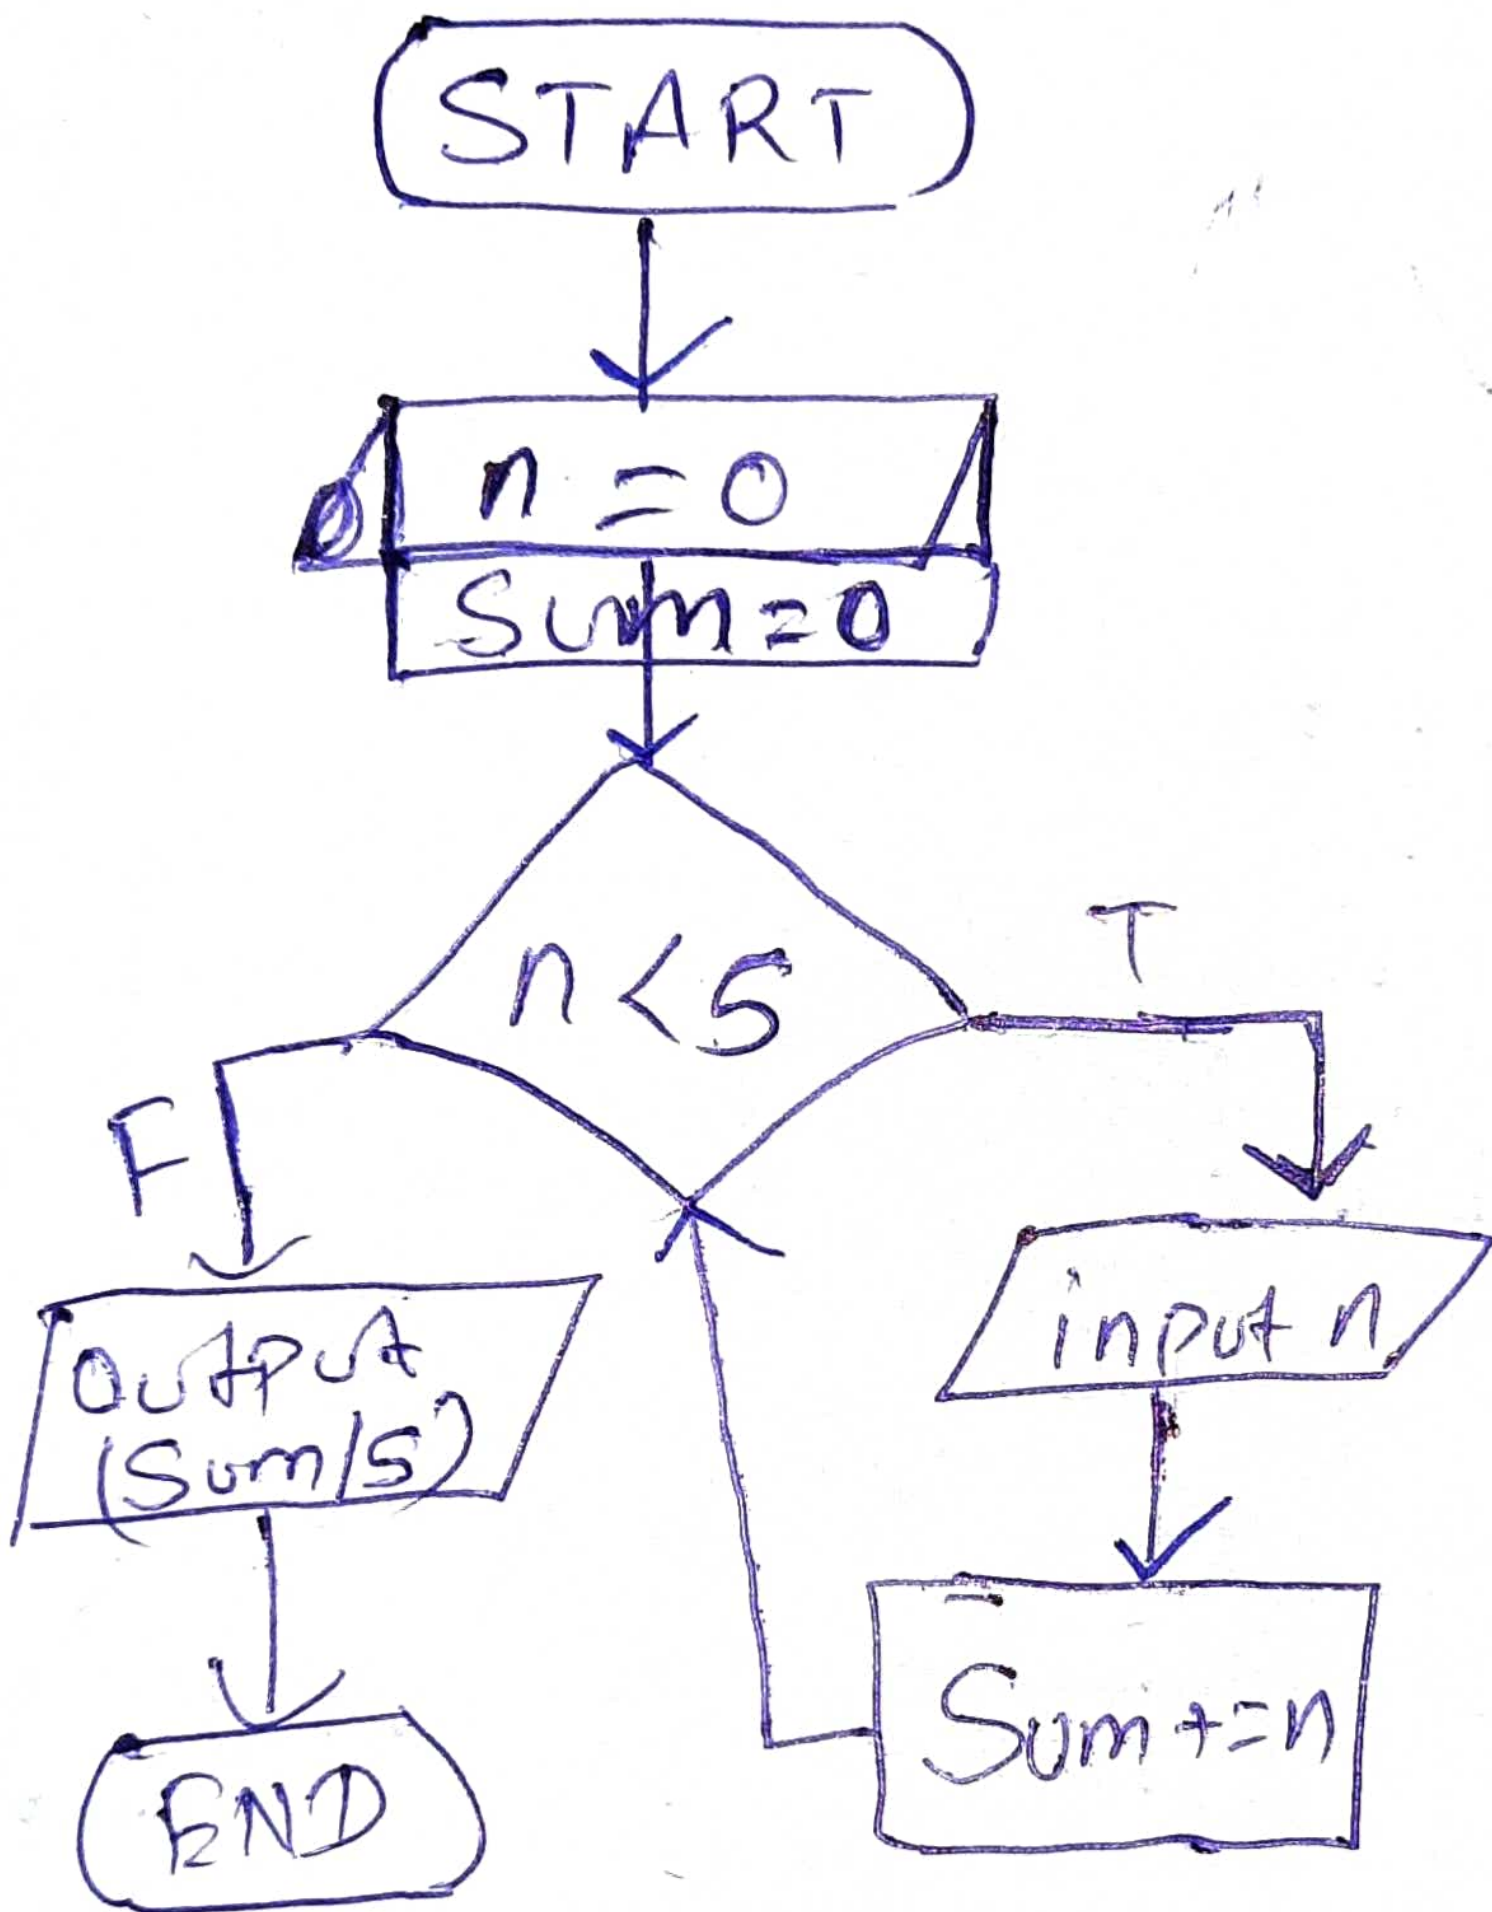 START
n = 0
Sum=0
n<5
T
F
input n
Output
(Sum/5)
Sum+=n
END